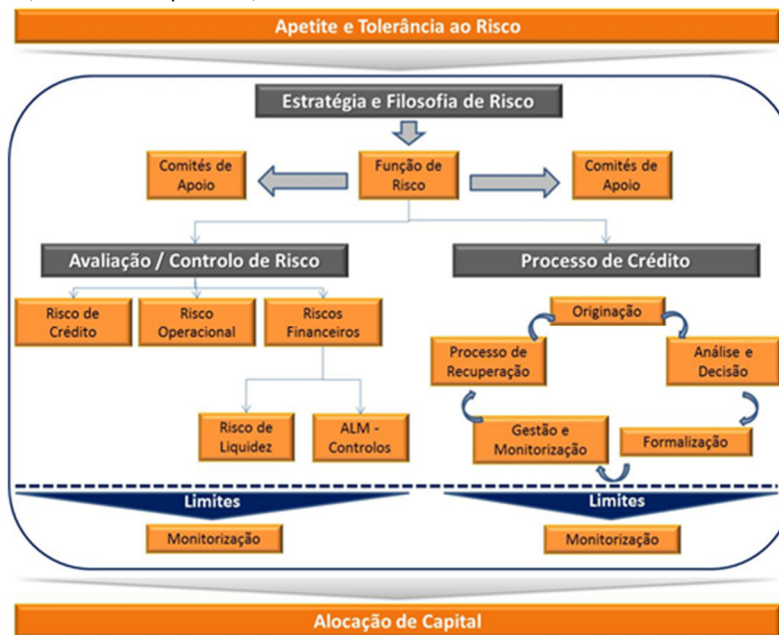 Apetite e Tolerância ao Risco
Estratégia e Filosofia de Risco
Comités de
Apoio
Função de
Risco
Comités de
Apoio
Avaliação / Controlo de Risco
Processo de Crédito
Risco de
Crédito
Risco
Operacional
Riscos
Financeiros
Risco de
Liquidez
ALM -
Controlos
Originação
Análise e
Decisão
Formalização
Gestão e
Monitorização
Processo de
Recuperação
Limites
Limites
Monitorização
Monitorização
Alocação de Capital